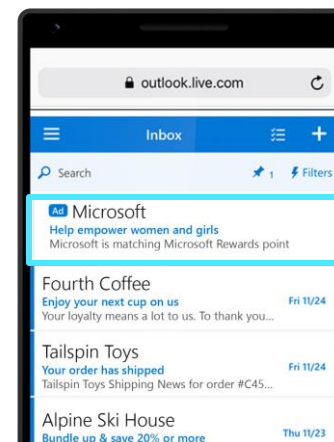 outlook.live.com
Inbox
Search
1
Filters
Ad Microsoft
Help empower women and girls
Microsoft is matching Microsoft Rewards point
Fourth Coffee
Enjoy your next cup on us
Fri 11/24
Your loyalty means a lot to us. To thank you...
Tailspin Toys
Your order has shipped
Fri 11/24
Tailspin Toys Shipping News for order #C45...
Alpine Ski House
Bundle up & save 20% or more
Thu 11/23